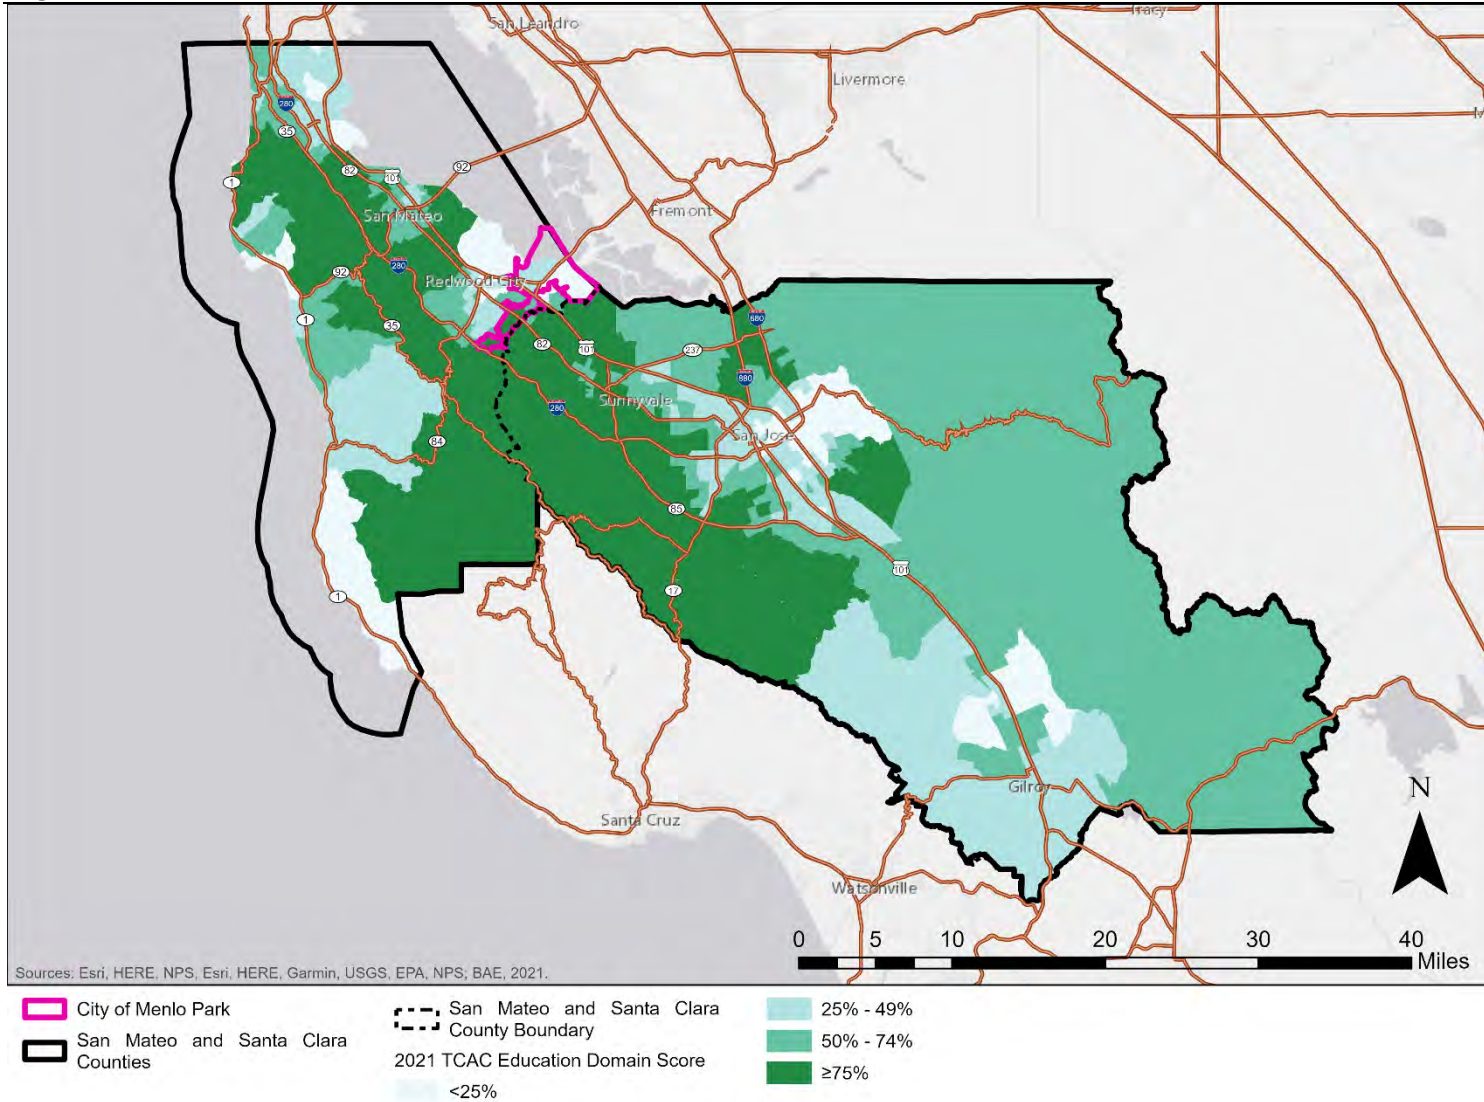 San Leandro
Tracy
Livermore
M
280
35
82
101
92
1
San Mateo
Fremont
92
280
Redwood City
1
35
82
101
237
680
880
280
Sunnyvale
San Jose
84
85
101
1
17
Gilroy
N
Santa Cruz
Watsonville
0 5 10 20 30 40
Miles
Sources: Esri, HERE, NPS, Esri, HERE, Garmin, USGS, EPA, NPS; BAE, 2021.
City of Menlo Park
San Mateo and Santa Clara
Counties
San Mateo and Santa Clara
County Boundary
2021 TCAC Education Domain Score
<25%
25% - 49%
50% - 74%
≥75%